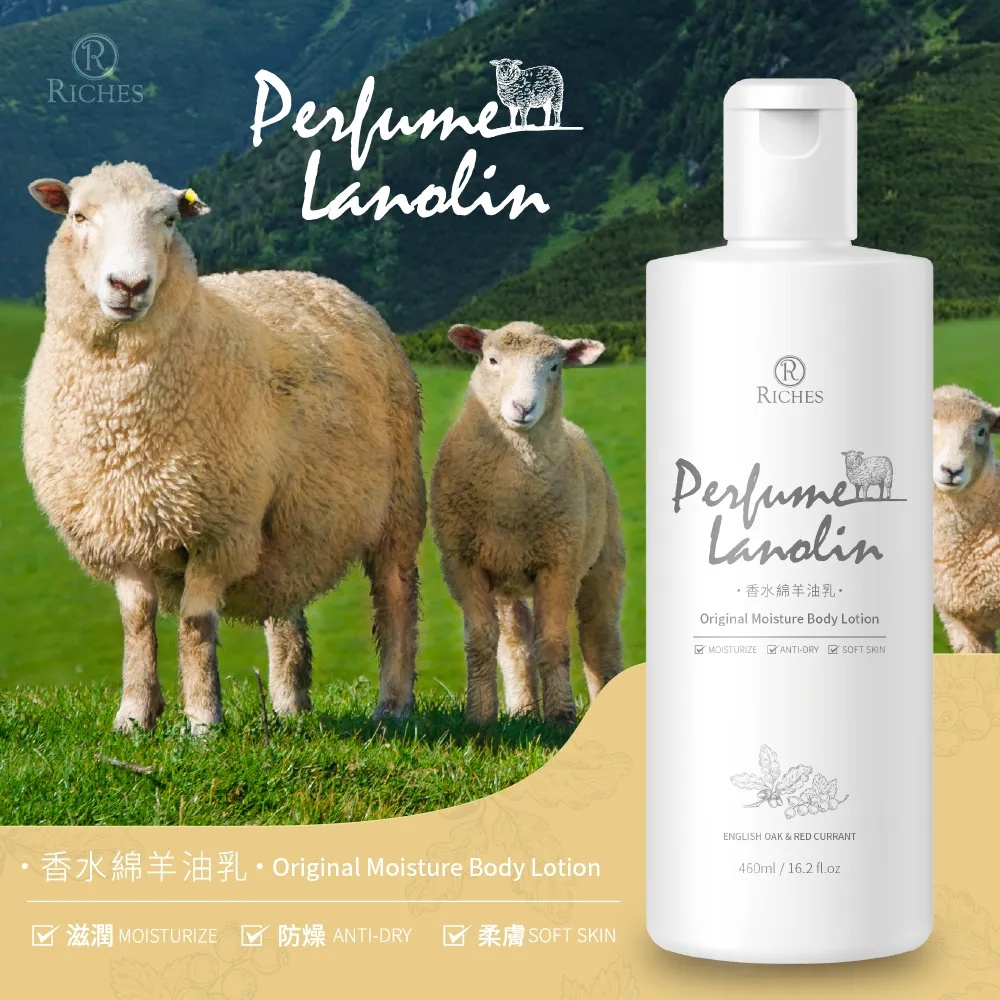 R
RICHES
Perfume
Lanolin
R
RICHES
Perfume
Lanolin
•香水綿羊油乳•
Original Moisture Body Lotion
☑ MOISTURIZE ☑ ANTI-DRY ☑ SOFT SKIN
ENGLISH OAK & RED CURRANT
460ml / 16.2 fl.oz
•香水綿羊油乳• Original Moisture Body Lotion
☑ 滋潤 MOISTURIZE ☑ 防燥 ANTI-DRY ☑ 柔膚 SOFT SKIN